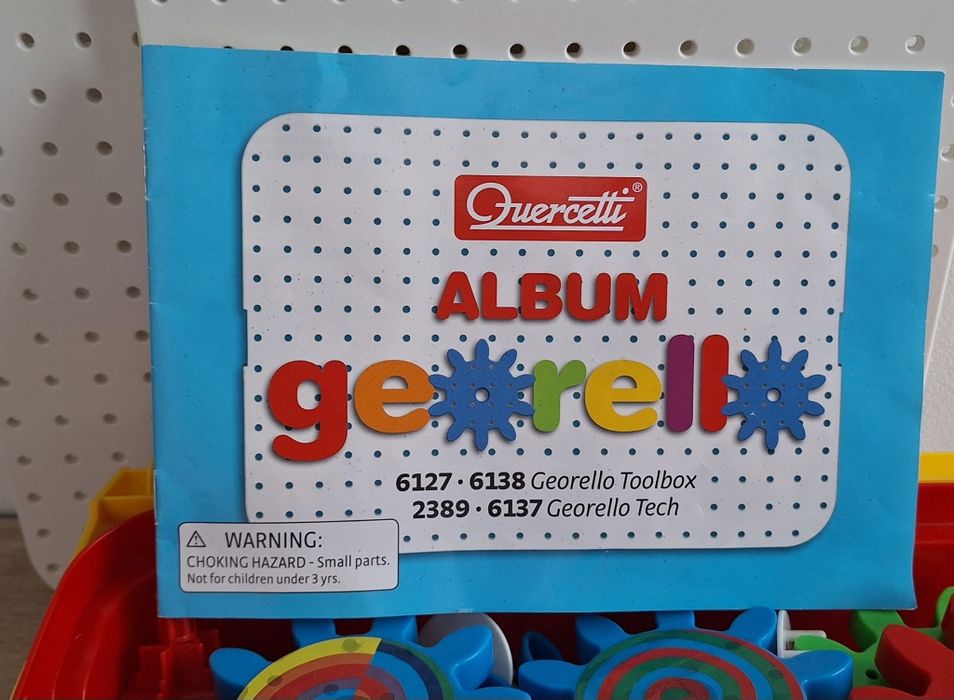 Quercetti®
ALBUM
georello
6127 · 6138 Georello Toolbox
2389 · 6137 Georello Tech
WARNING:
CHOKING HAZARD - Small parts.
Not for children under 3 yrs.